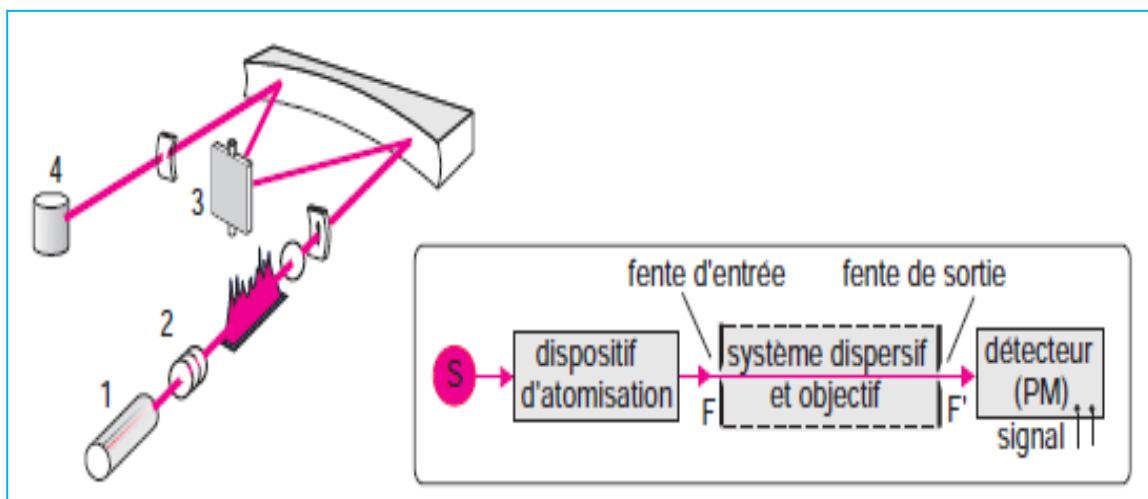 4
3
2
1
fente d'entrée
fente de sortie
S
dispositif
d'atomisation
système dispersif
et objectif
détecteur
(PM)
F
F'
signal